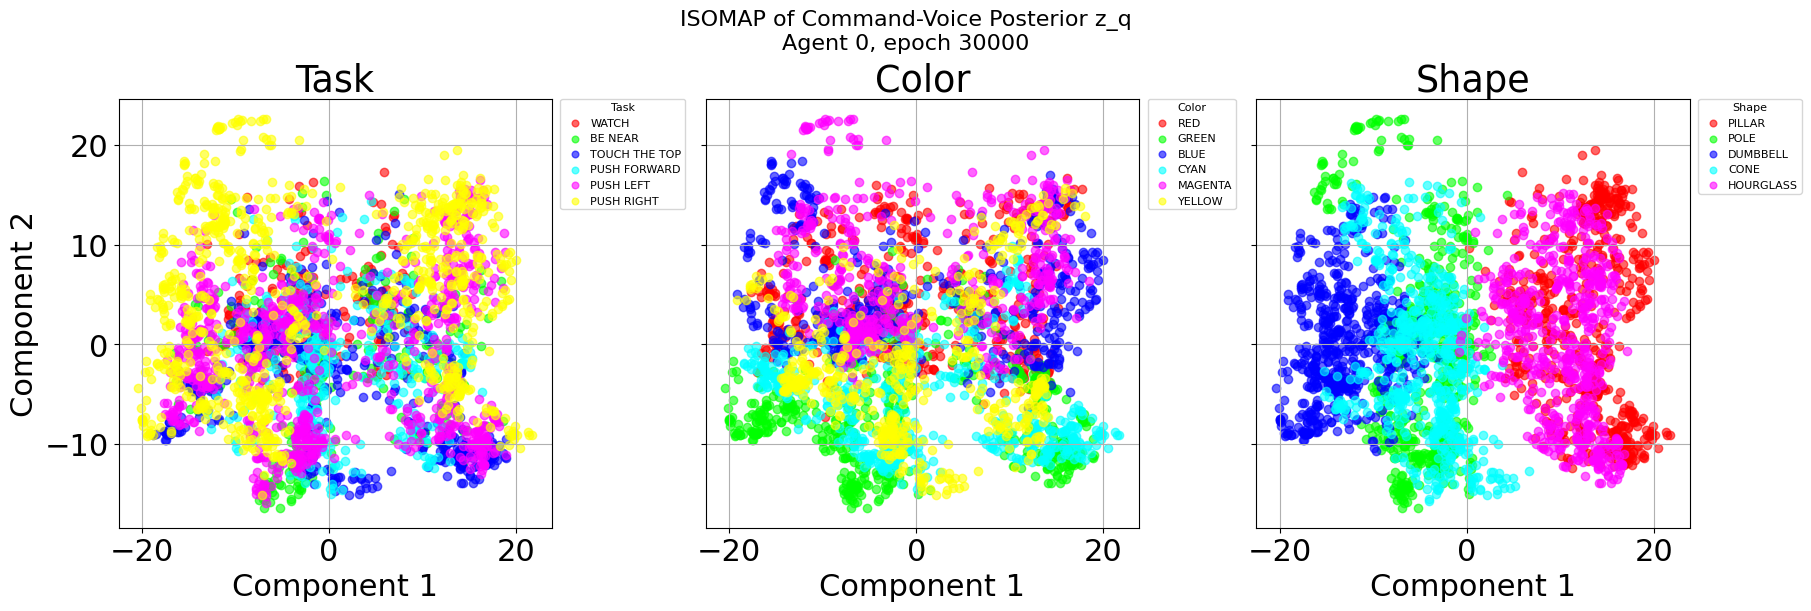 ISOMAP of Command-Voice Posterior z_q
Agent 0, epoch 30000
Task
Color
Shape
Task
WATCH
BE NEAR
TOUCH THE TOP
PUSH FORWARD
PUSH LEFT
PUSH RIGHT
Color
RED
GREEN
BLUE
CYAN
MAGENTA
YELLOW
Shape
PILLAR
POLE
DUMBBELL
CONE
HOURGLASS
Component 2
20
10
0
−10
−20 0 20
−20 0 20
−20 0 20
Component 1
Component 1
Component 1